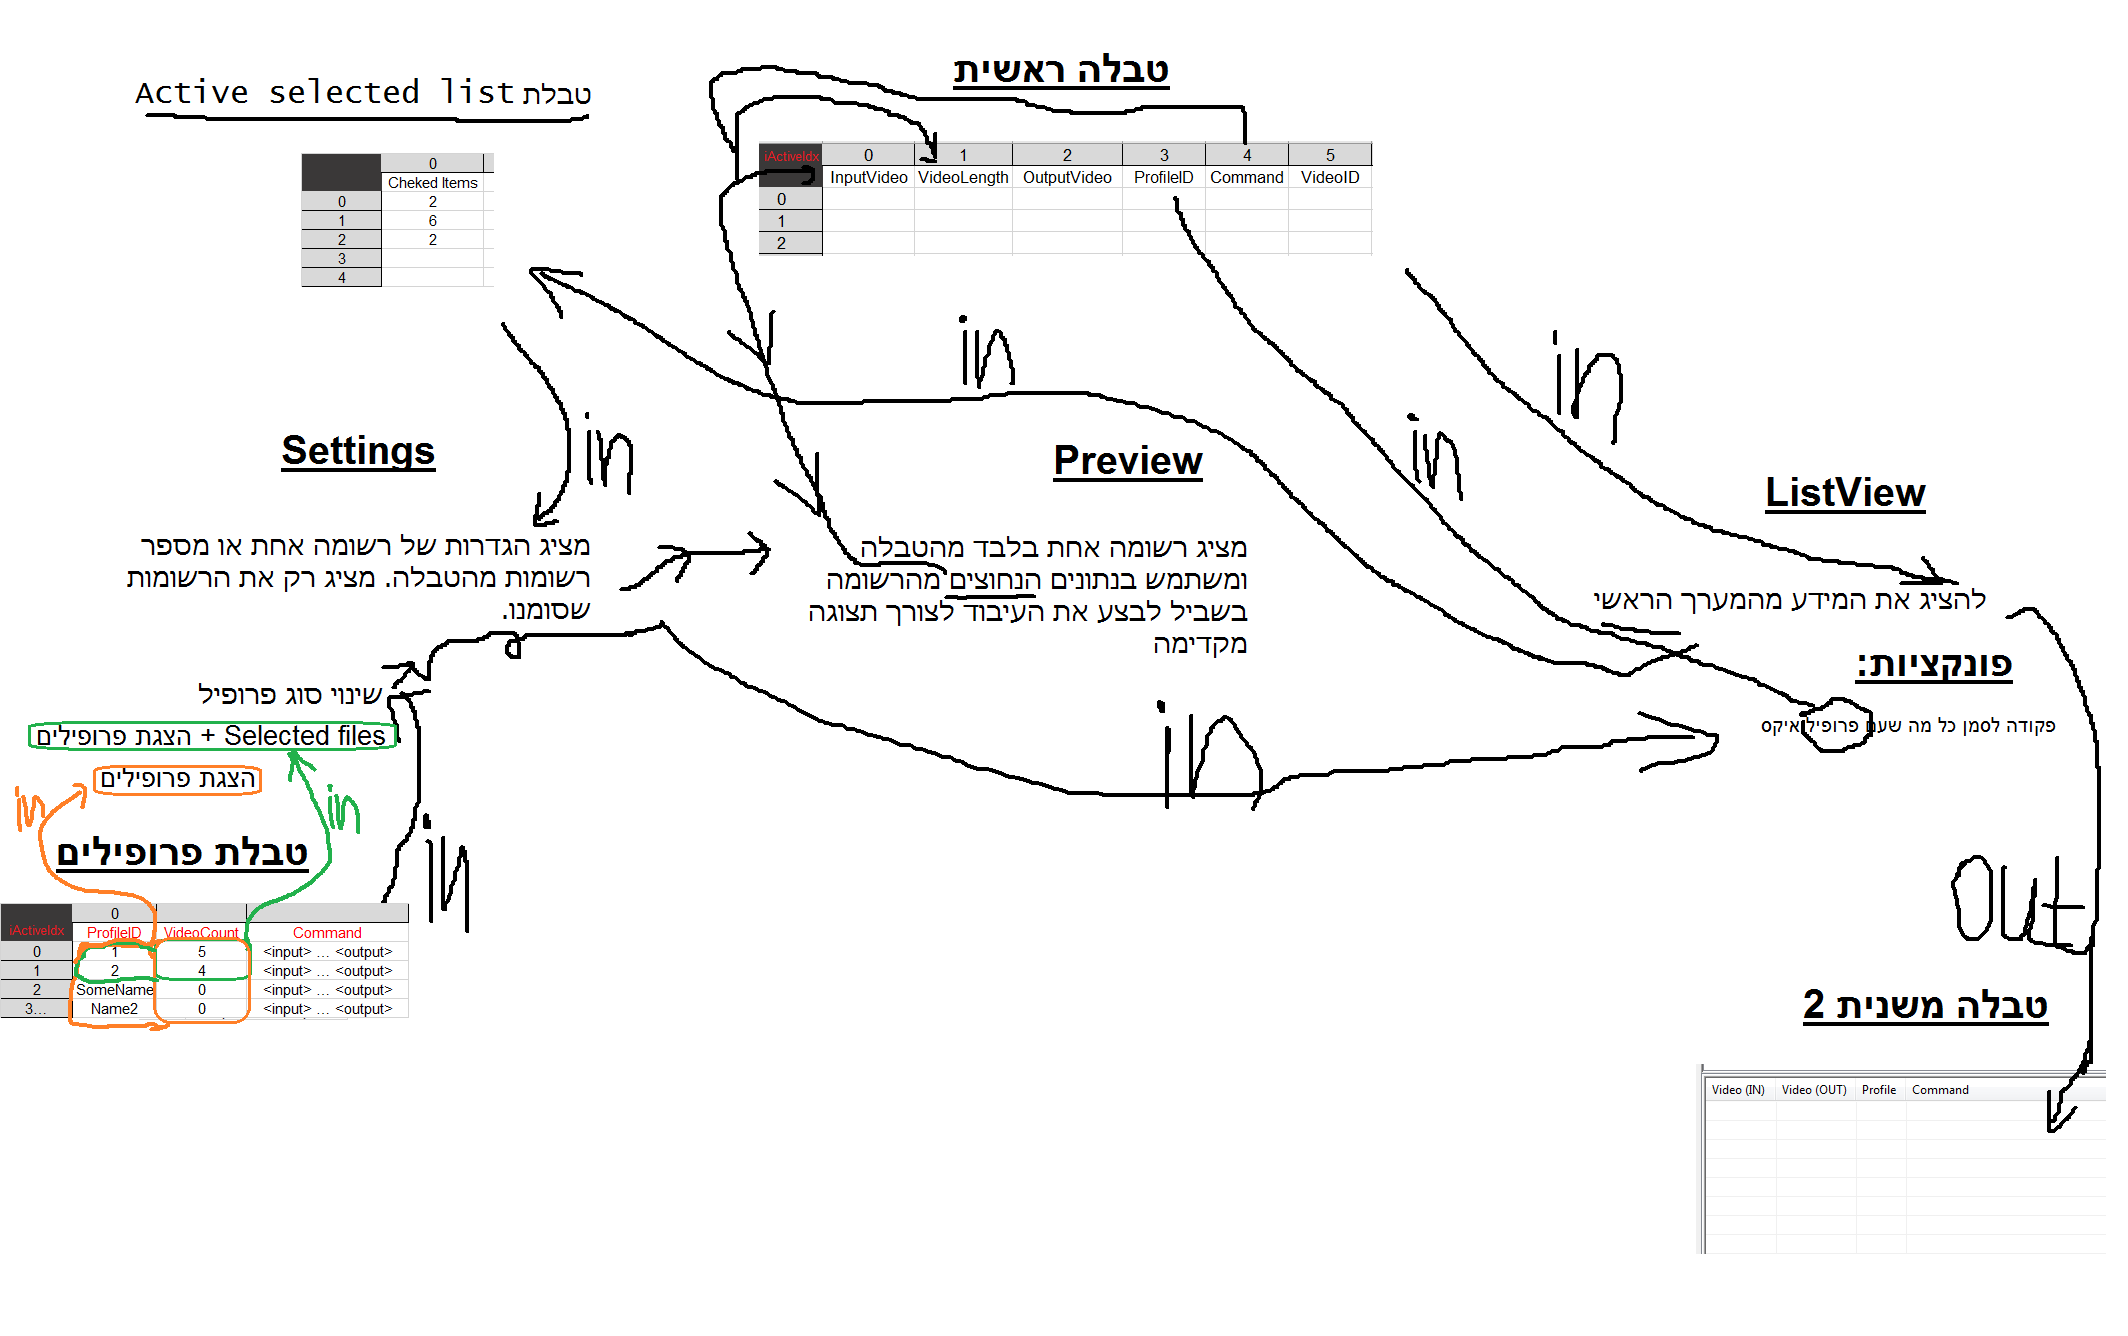 טבלה ראשית
טבלת Active selected list
iActiveIdx 0 1 2 3 4 5
InputVideo VideoLength OutputVideo ProfileID Command VideoID
0
1
2
0
Cheked Items
0 2
1 6
2 2
3
4
in
in
in
in
Settings
Preview
ListView
מציג הגדרות של רשומה אחת או מספר
רשומות מהטבלה. מציג רק את הרשומות
שסומנו.
מציג רשומה אחת בלבד מהטבלה
ומשתמש בנתונים הנחוצים מהרשומה
בשביל לבצע את העיבוד לצורך תצוגה
מקדימה
להציג את המידע מהמערך הראשי
פונקציות:
פקודה לסמן כל מה שעם פרופיל איקס
שינוי סוג פרופיל
הצגת פרופילים + Selected files
הצגת פרופילים
in
in
in
in
טבלת פרופילים
iActiveIdx 0
ProfileID VideoCount Command
0 1 5 <input> ... <output>
1 2 4 <input> ... <output>
2 SomeName 0 <input> ... <output>
3... Name2 0 <input> ... <output>
out
טבלה משנית 2
Video (IN) Video (OUT) Profile Command